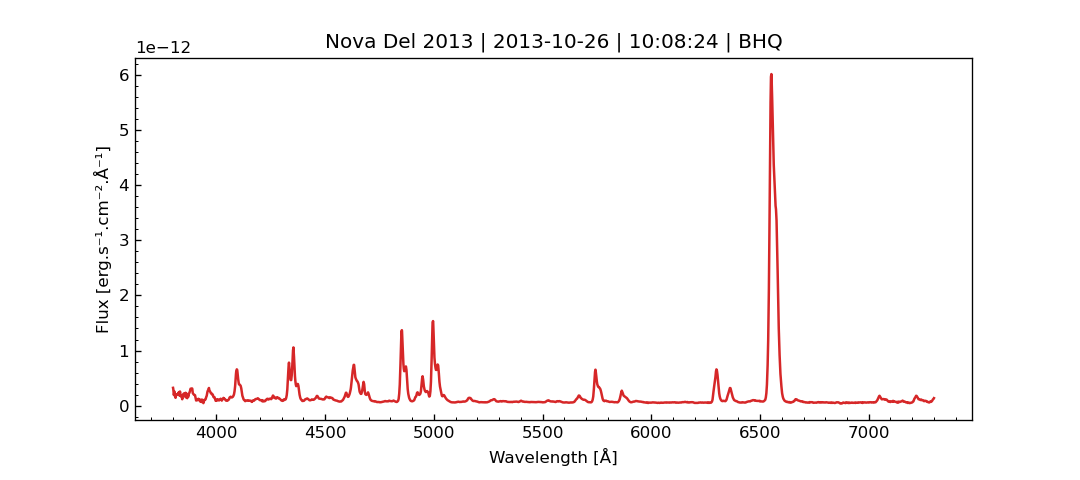 Nova Del 2013 | 2013-10-26 | 10:08:24 | BHQ
1e−12
6
5
4
3
2
1
0
Flux [erg.s⁻¹.cm⁻².Å⁻¹]
4000 4500 5000 5500 6000 6500 7000
Wavelength [Å]